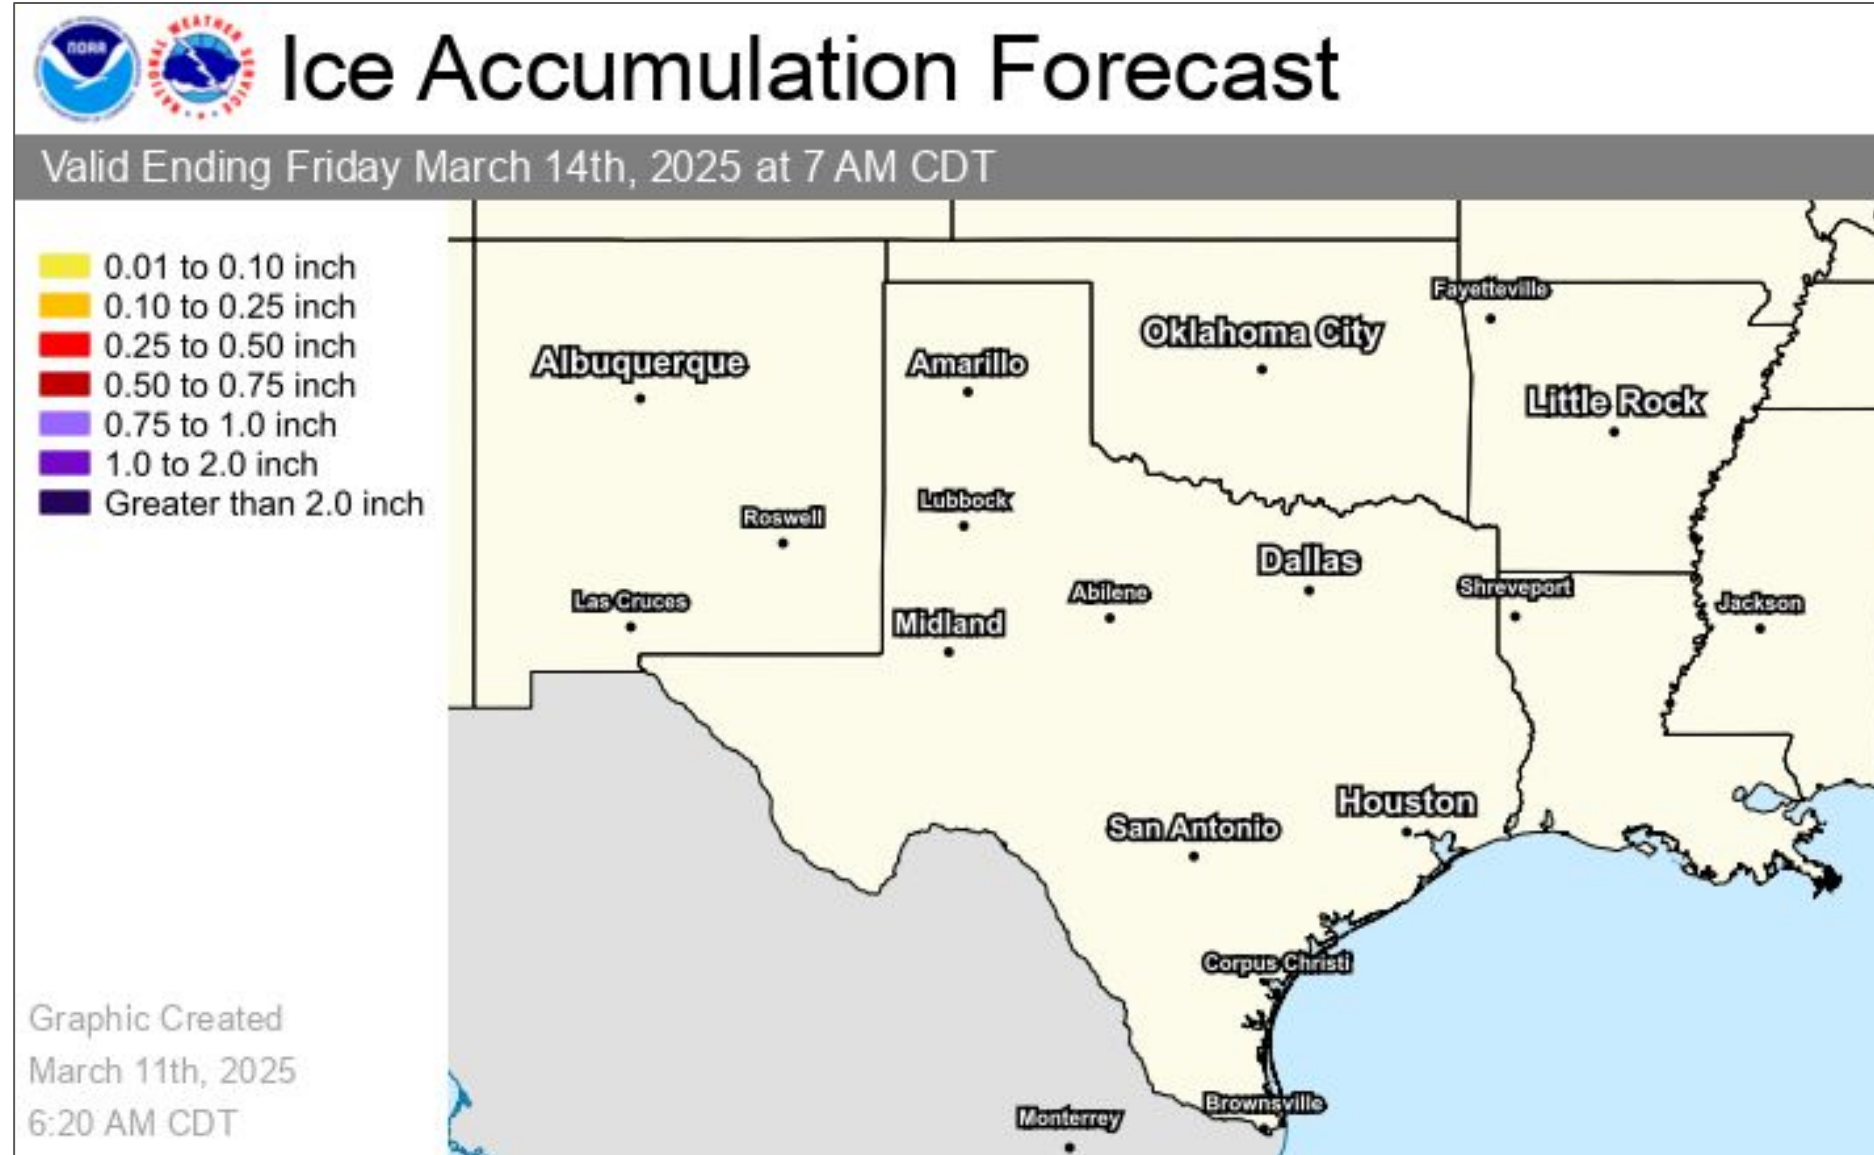 NOAA
NATIONAL WEATHER SERVICE
Ice Accumulation Forecast
Valid Ending Friday March 14th, 2025 at 7 AM CDT
0.01 to 0.10 inch
0.10 to 0.25 inch
0.25 to 0.50 inch
0.50 to 0.75 inch
0.75 to 1.0 inch
1.0 to 2.0 inch
Greater than 2.0 inch
Fayetteville
Oklahoma City
Albuquerque
Amarillo
Little Rock
Lubbock
Roswell
Dallas
Shreveport
Abilene
Las Cruces
Jackson
Midland
Houston
San Antonio
Corpus Christi
Brownsville
Monterrey
Graphic Created
March 11th, 2025
6:20 AM CDT